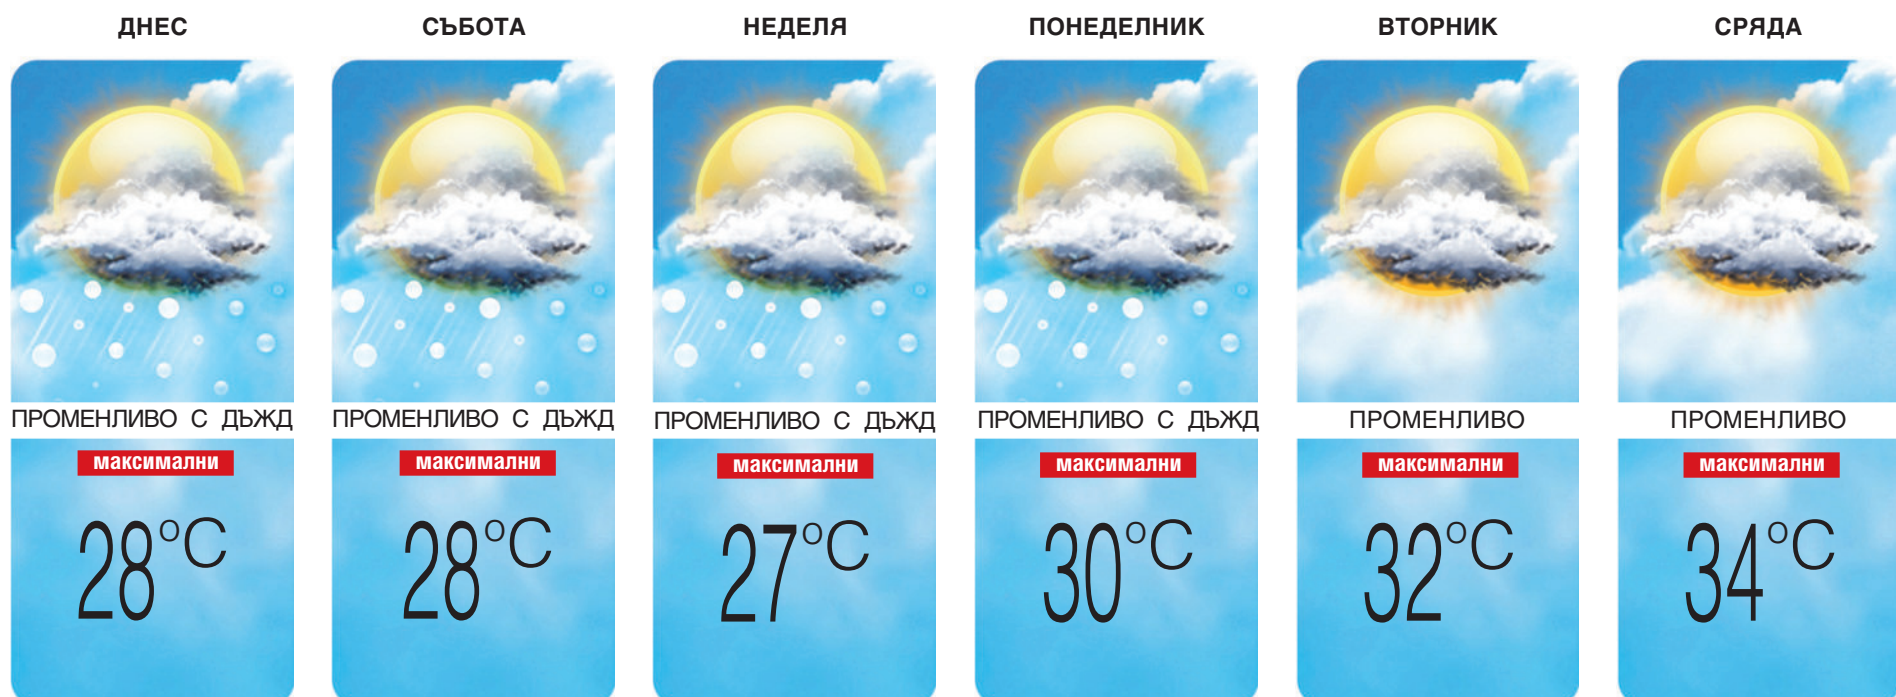 ДНЕС
СЪБОТА
НЕДЕЛЯ
ПОНЕДЕЛНИК
ВТОРНИК
СРЯДА
ПРОМЕНЛИВО С ДЪЖД
ПРОМЕНЛИВО С ДЪЖД
ПРОМЕНЛИВО С ДЪЖД
ПРОМЕНЛИВО С ДЪЖД
ПРОМЕНЛИВО
ПРОМЕНЛИВО
максимални
максимални
максимални
максимални
максимални
максимални
28°C
28°C
27°C
30°C
32°C
34°C